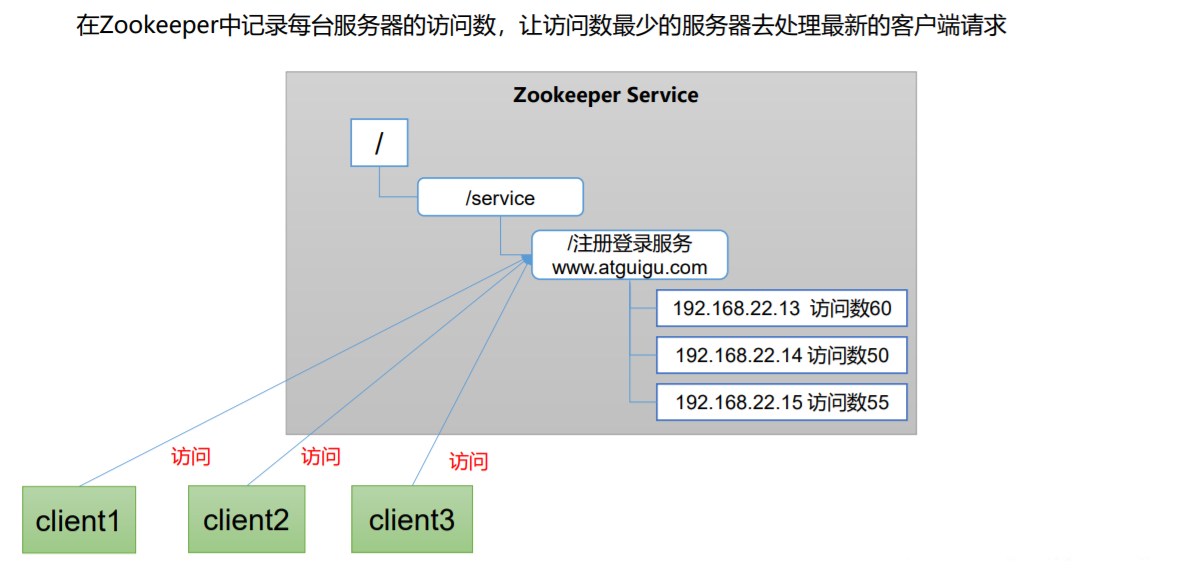 在Zookeeper中记录每台服务器的访问数，让访问数最少的服务器去处理最新的客户端请求
Zookeeper Service
/
/service
/注册登录服务
www.atguigu.com
192.168.22.13 访问数60
192.168.22.14 访问数50
192.168.22.15 访问数55
访问
访问
访问
client1
client2
client3